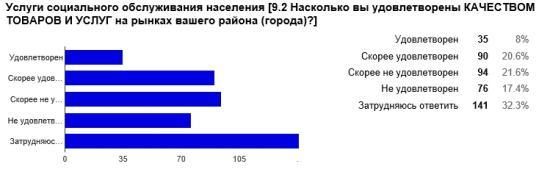 Услуги социального обслуживания населения [9.2 Насколько вы удовлетворены КАЧЕСТВОМ
ТОВАРОВ И УСЛУГ на рынках вашего района (города)?]
Удовлетворен
Скорее удов...
Скорее не у...
Не удовлетв...
Затрудняюс...
0 35 70 105
Удовлетворен 35 8%
Скорее удовлетворен 90 20.6%
Скорее не удовлетворен 94 21.6%
Не удовлетворен 76 17.4%
Затрудняюсь ответить 141 32.3%